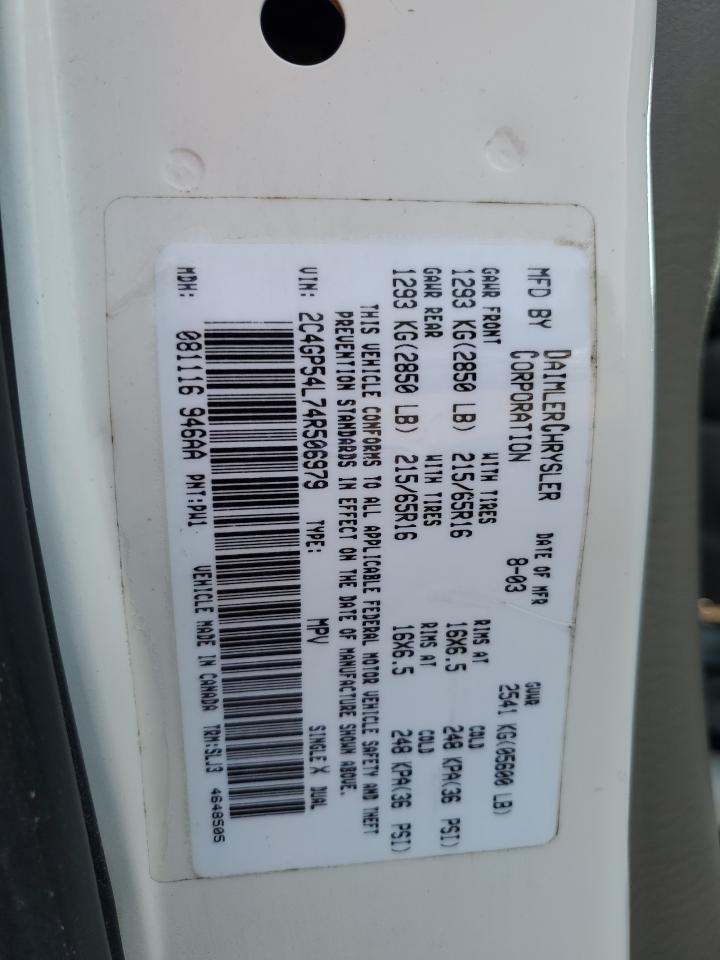 MFD BY DAIMLERCHRYSLER CORPORATION DATE OF MFR 8-03 GVWR 2541 KG(05600 LB)
GAWR FRONT WITH TIRES RIMS AT COLD
1293 KG(2850 LB) 215/65R16 16X6.5 248 KPA(36 PSI)
GAWR REAR WITH TIRES RIMS AT COLD
1293 KG(2850 LB) 215/65R16 16X6.5 248 KPA(36 PSI)
THIS VEHICLE CONFORMS TO ALL APPLICABLE FEDERAL MOTOR VEHICLE SAFETY AND THEFT
PREVENTION STANDARDS IN EFFECT ON THE DATE OF MANUFACTURE SHOWN ABOVE.
VIN: 2C4GP54L74R506979 TYPE: MPV SINGLE X DUAL
MDH: 081116 946AA PNT:PW1 VEHICLE MADE IN CANADA TRM:SLJ3 4648505